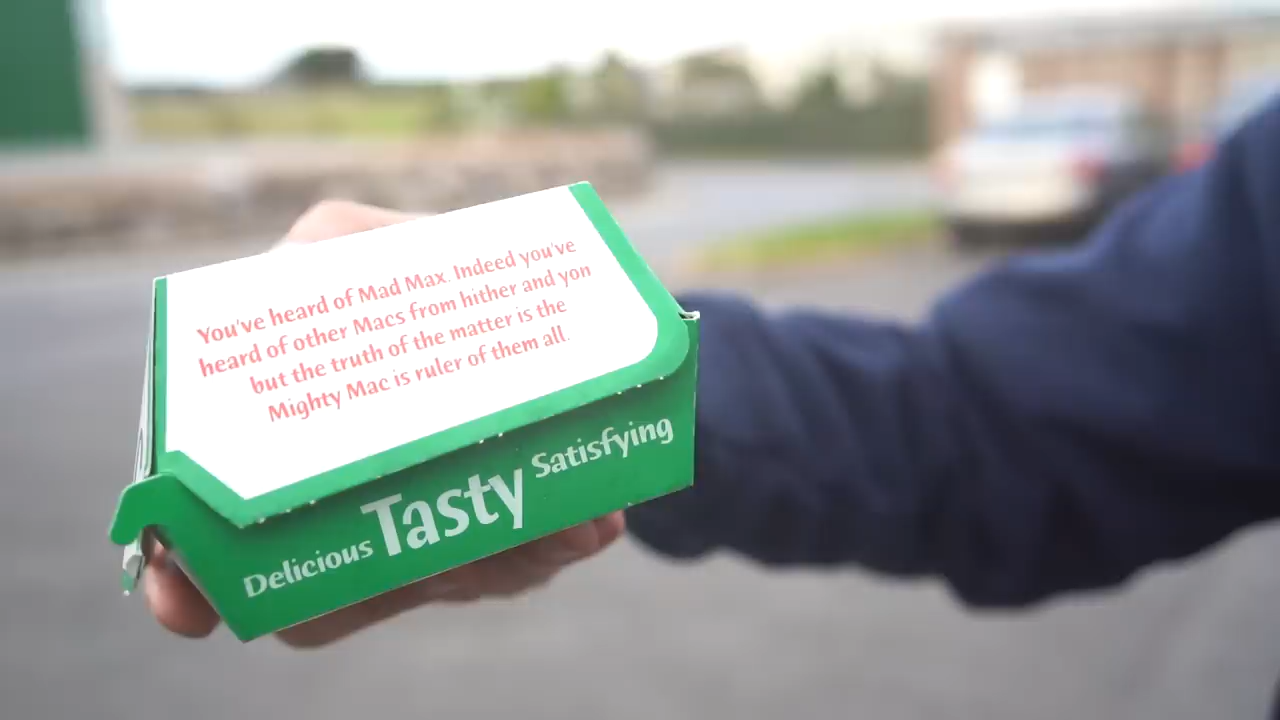 You've heard of Mad Max. Indeed you've
heard of other Macs from hither and yon
but the truth of the matter is the
Mighty Mac is ruler of them all.
Delicious Tasty Satisfying